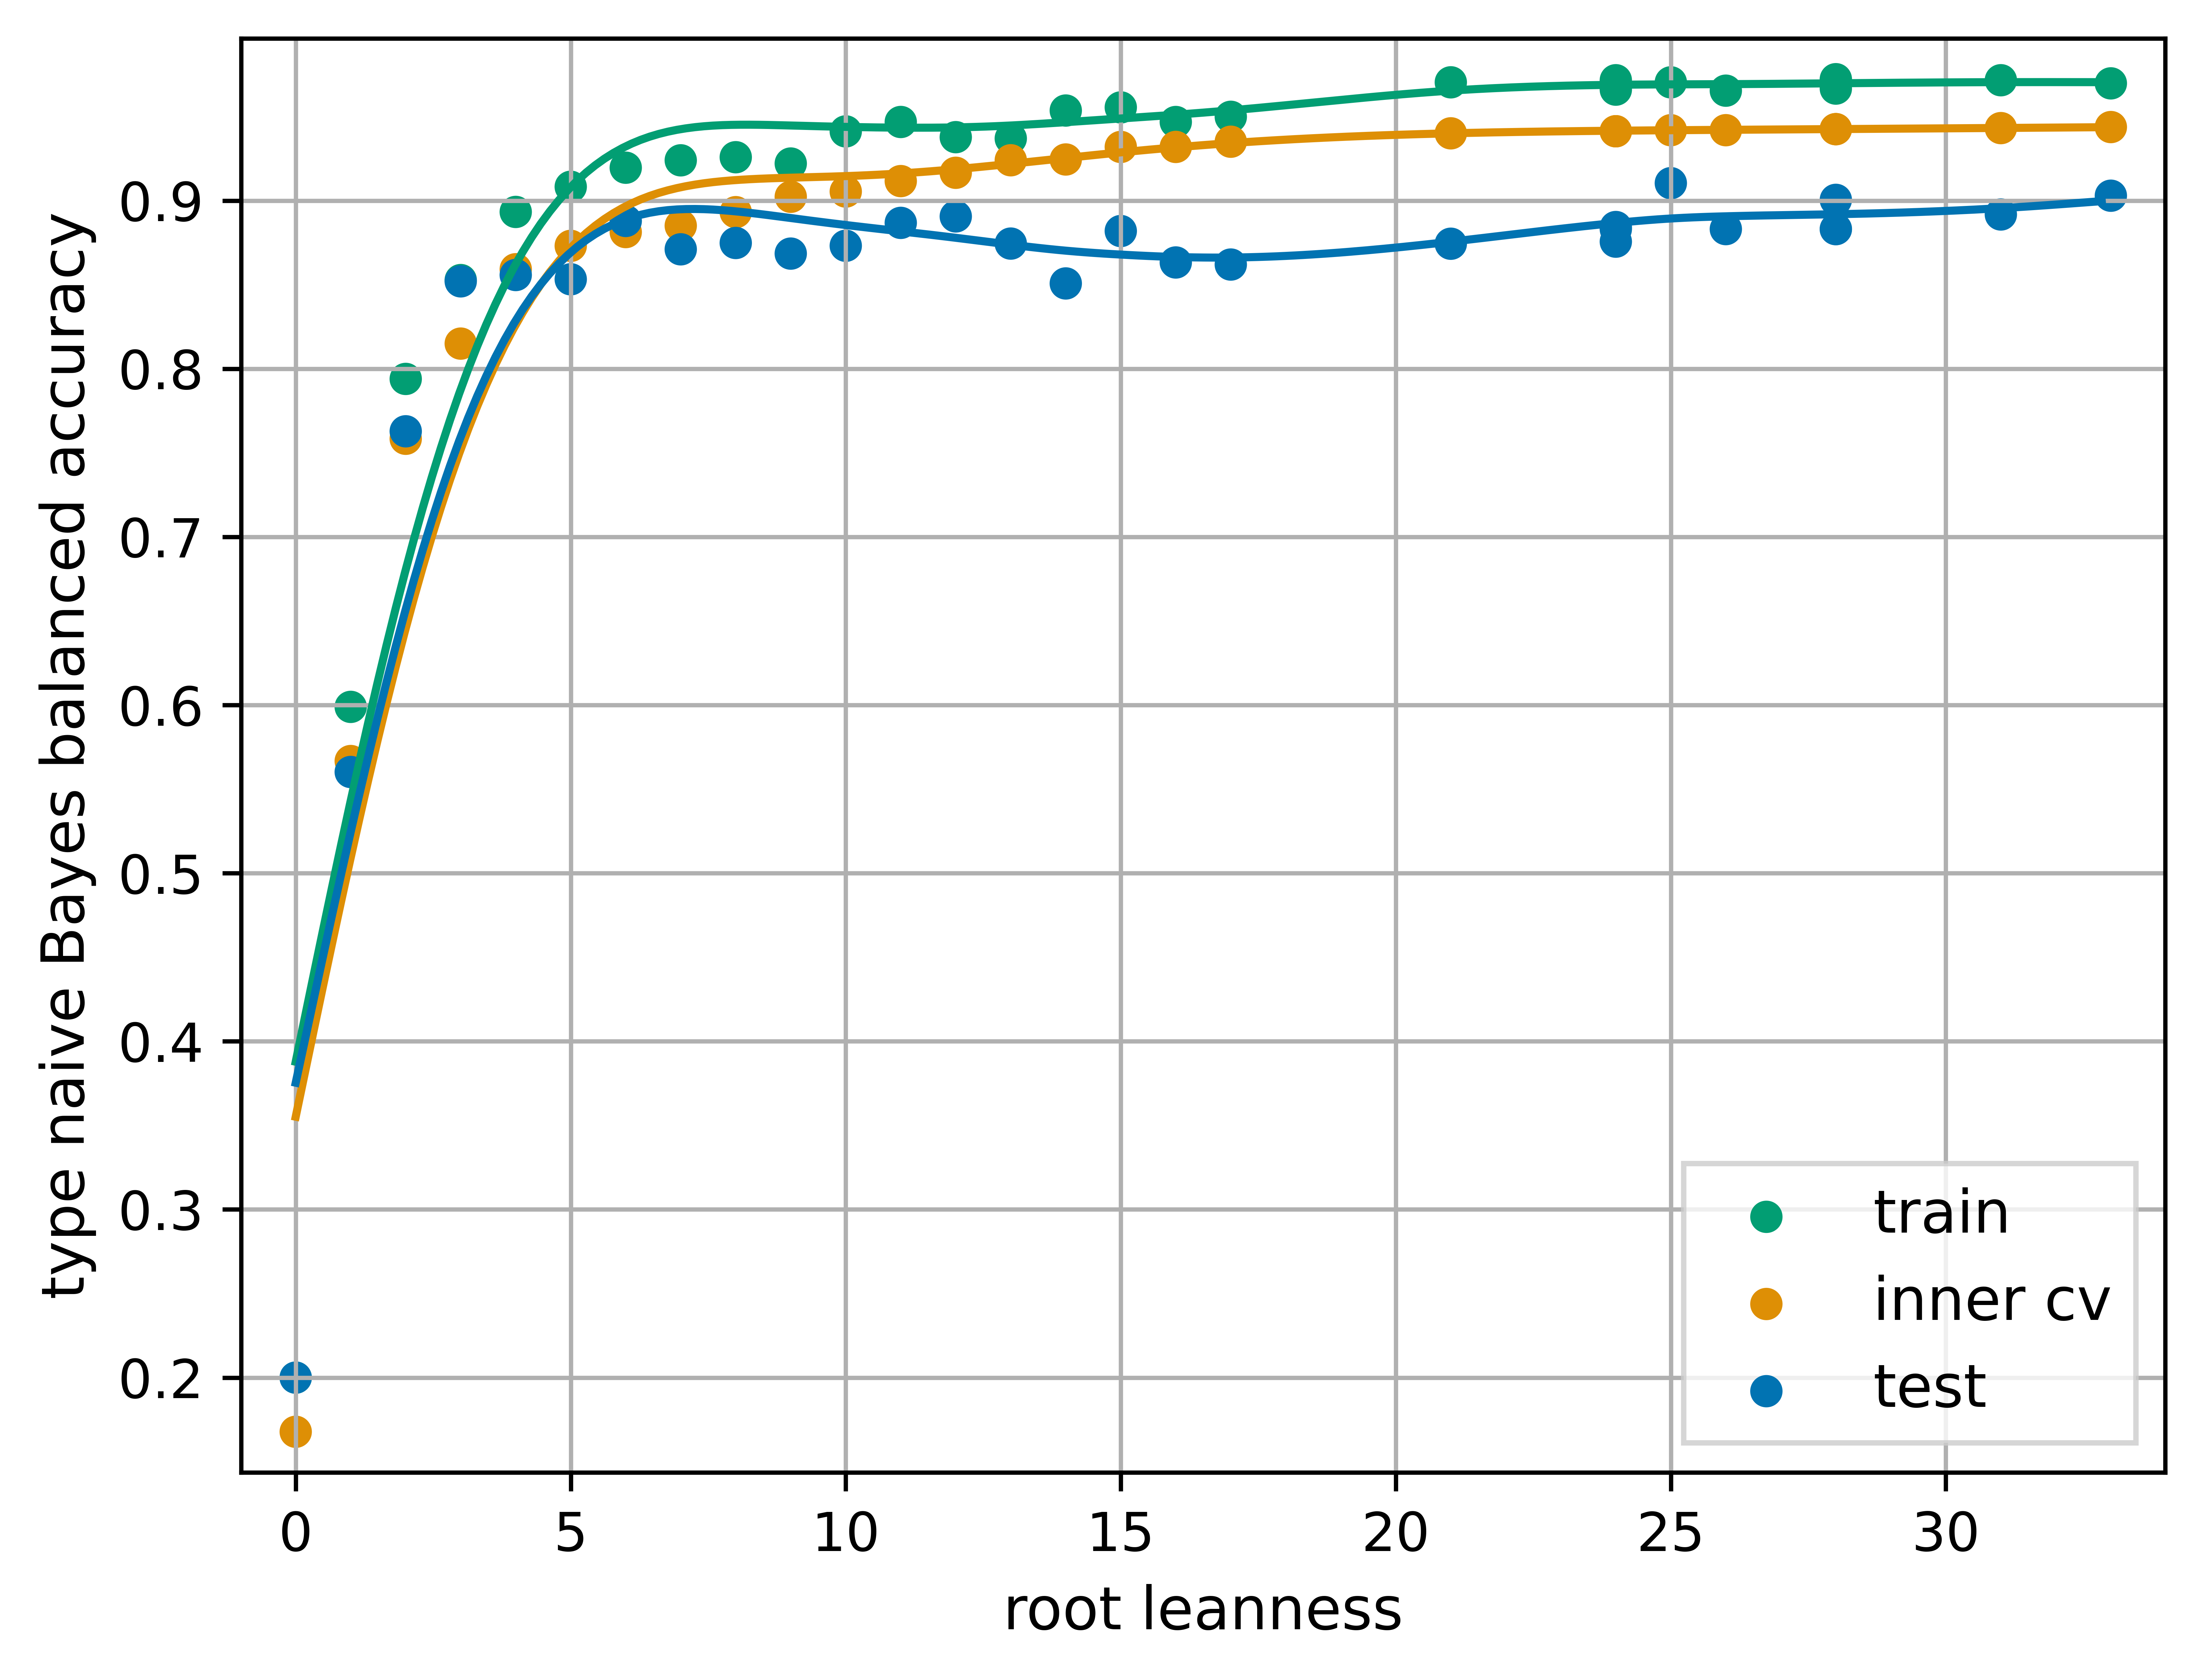 type naive Bayes balanced accuracy
0.9
0.8
0.7
0.6
0.5
0.4
0.3
0.2
train
inner cv
test
0 5 10 15 20 25 30
root leanness